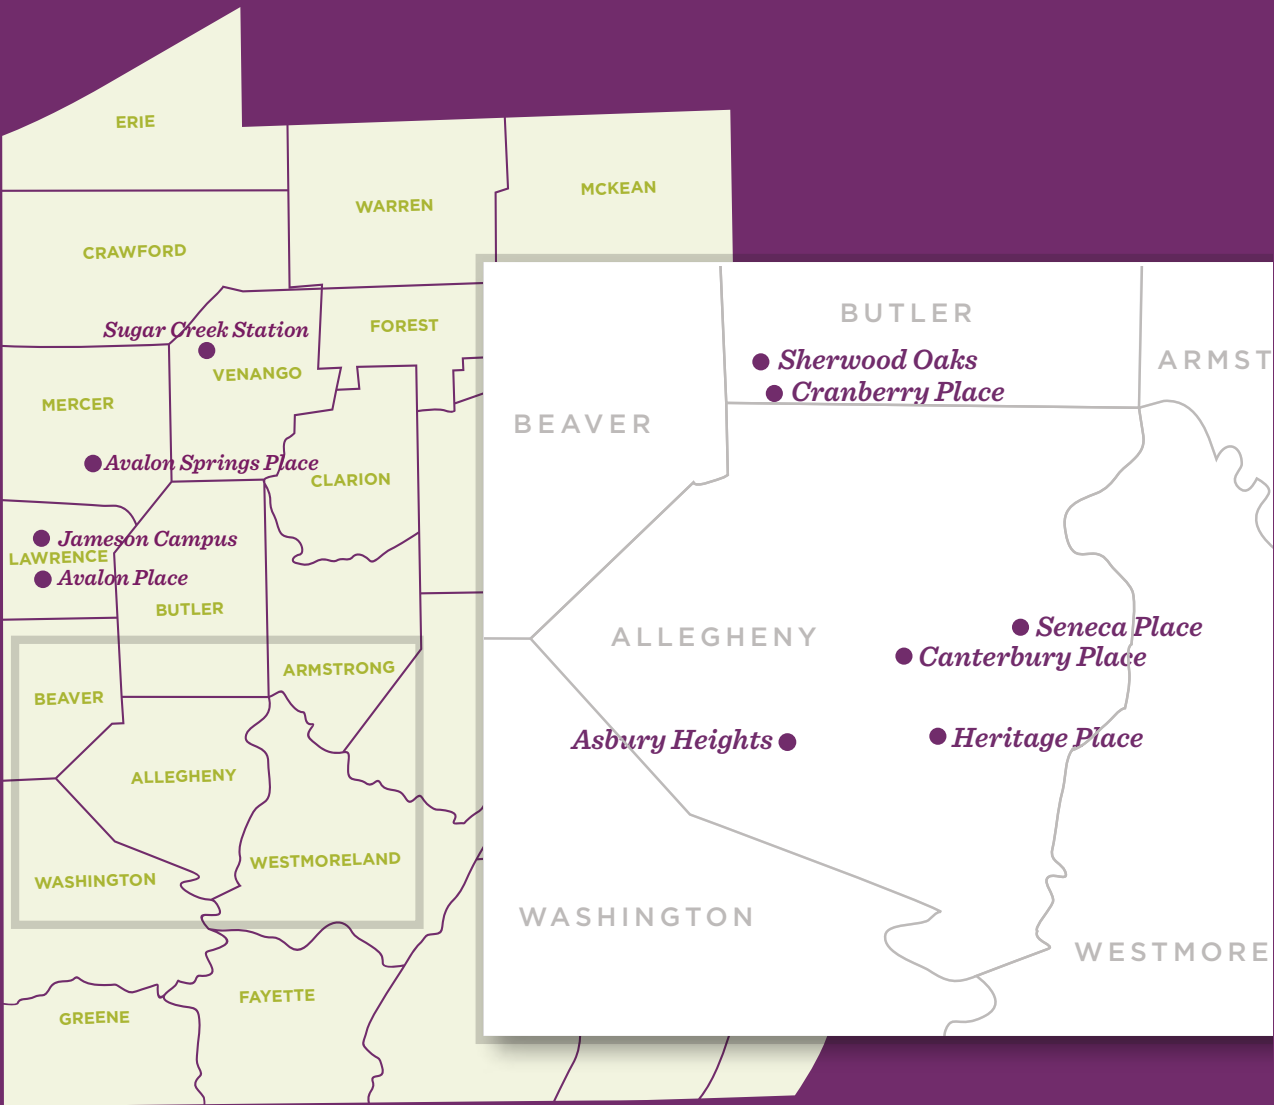 ERIE
MCKEAN
WARREN
CRAWFORD
Sugar Creek Station
FOREST
VENANGO
MERCER
Avalon Springs Place
CLARION
Jameson Campus
LAWRENCE
Avalon Place
BUTLER
ARMSTRONG
BEAVER
ALLEGHENY
WESTMORELAND
WASHINGTON
FAYETTE
GREENE
BUTLER
Sherwood Oaks
ARMST
Cranberry Place
BEAVER
Seneca Place
ALLEGHENY
Canterbury Place
Asbury Heights
Heritage Place
WASHINGTON
WESTMORE